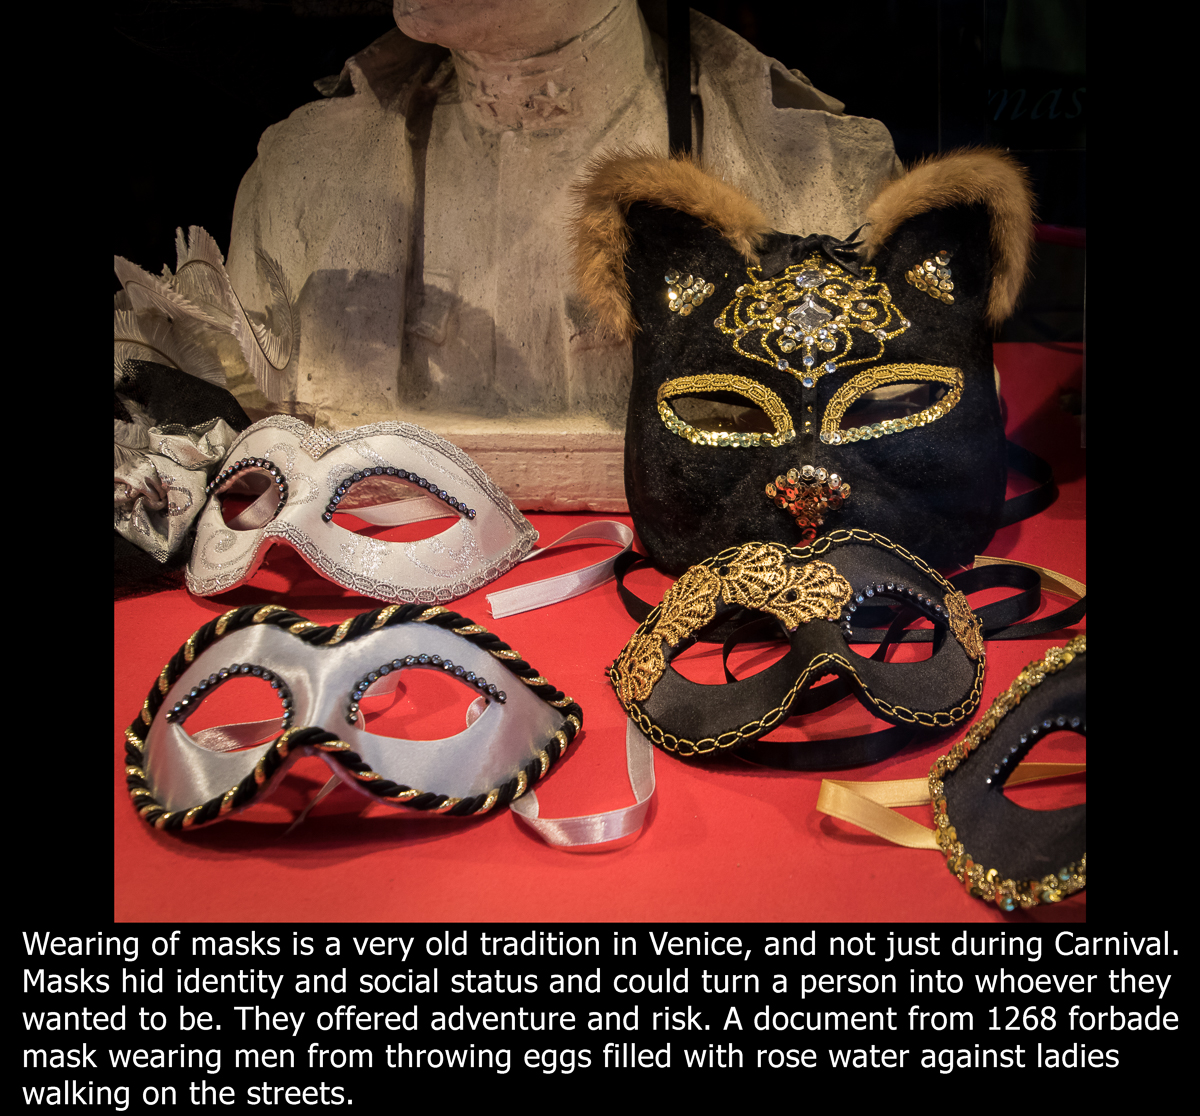 mas
Wearing of masks is a very old tradition in Venice, and not just during Carnival.
Masks hid identity and social status and could turn a person into whoever they
wanted to be. They offered adventure and risk. A document from 1268 forbade
mask wearing men from throwing eggs filled with rose water against ladies
walking on the streets.